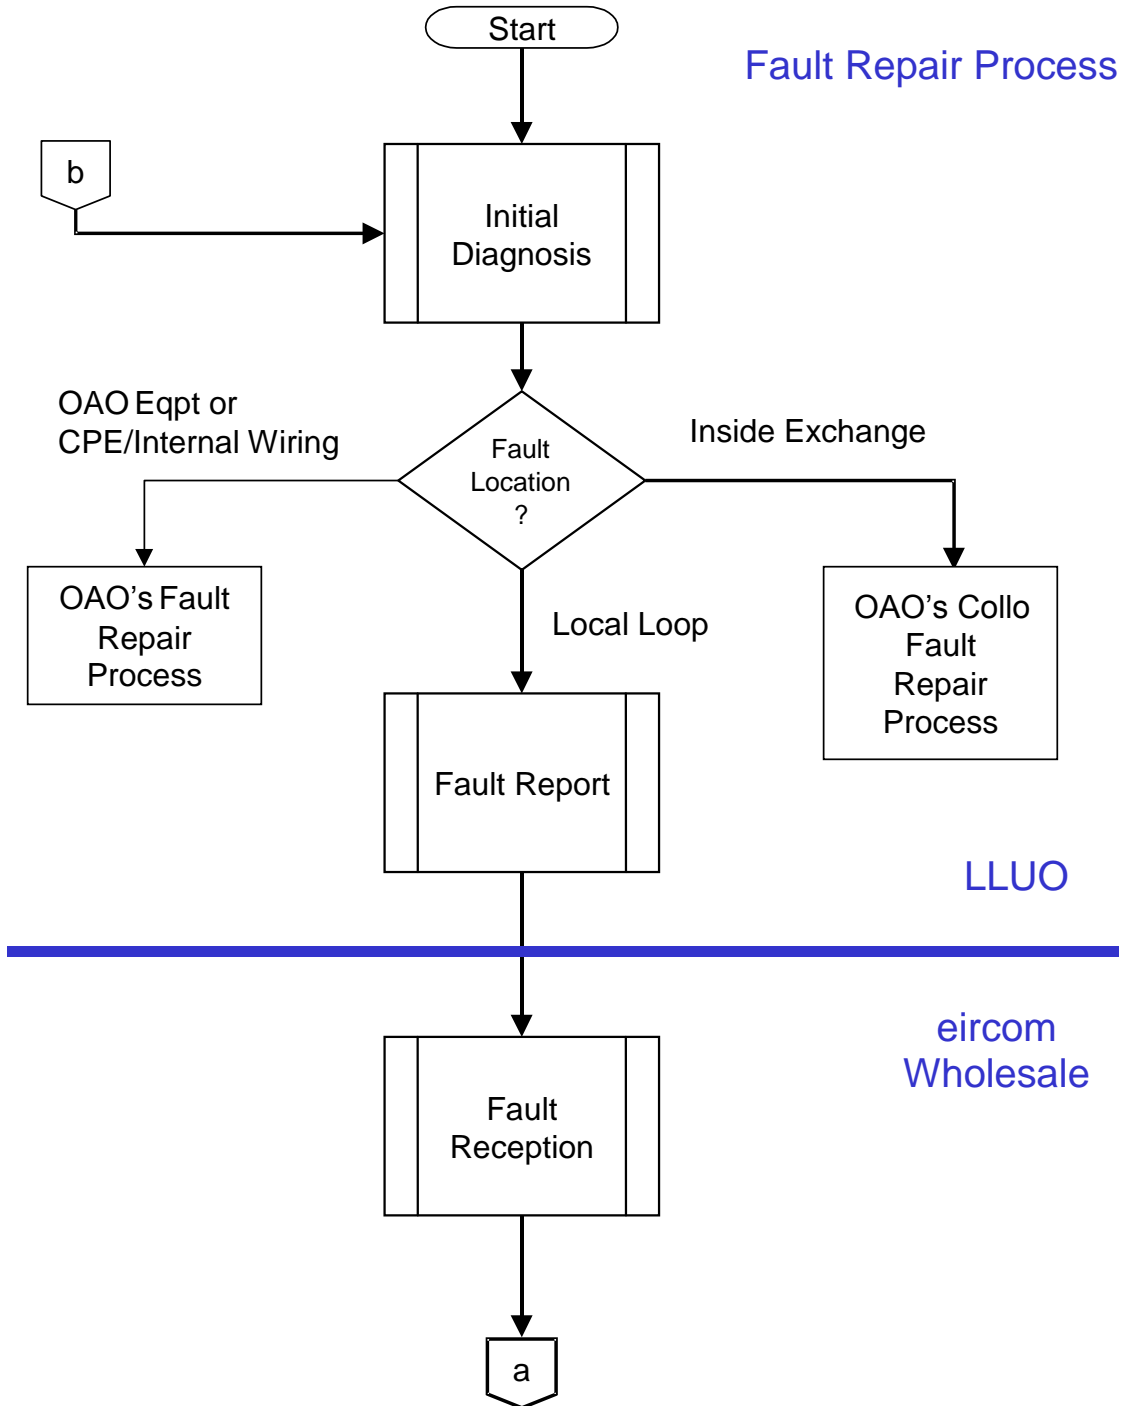 Start
Fault Repair Process
b
Initial
Diagnosis
OAO Eqpt or
CPE/Internal Wiring
Fault
Location
?
Inside Exchange
OAO's Fault
Repair
Process
Local Loop
OAO's Collo
Fault
Repair
Process
Fault Report
LLUO
eircom
Wholesale
Fault
Reception
a